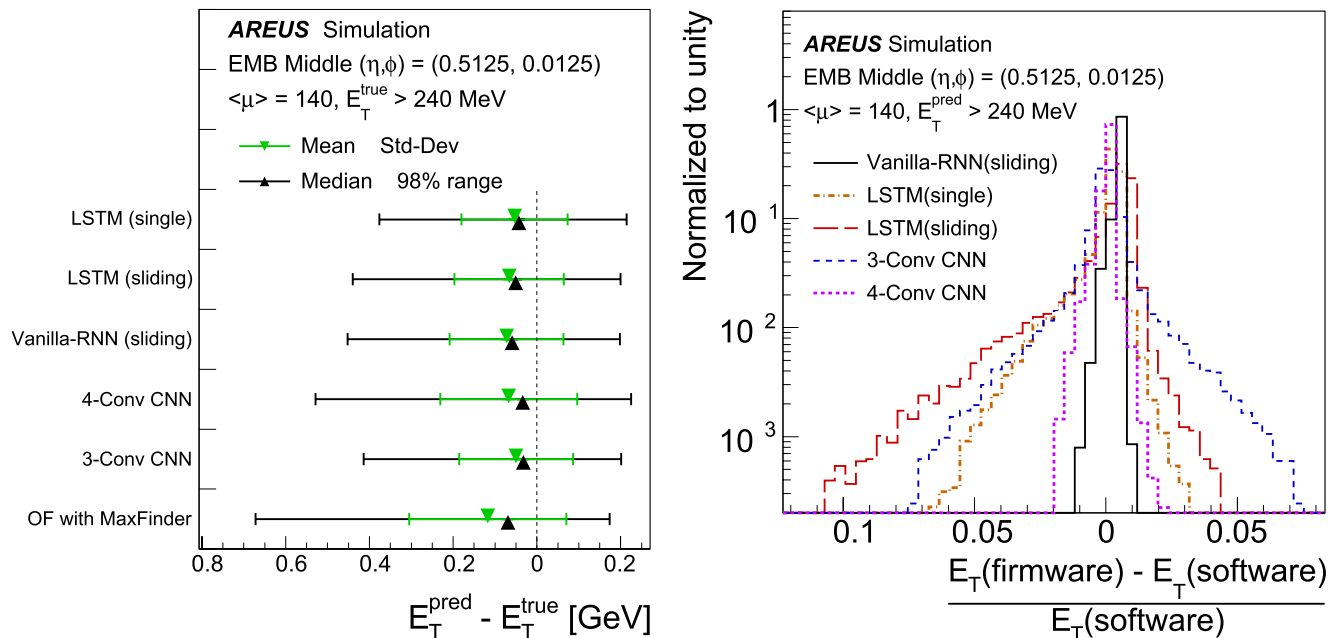 AREUS Simulation
EMB Middle (η,ϕ) = (0.5125, 0.0125)
<μ> = 140, E_T^true > 240 MeV
Mean Std-Dev
Median 98% range
LSTM (single)
LSTM (sliding)
Vanilla-RNN (sliding)
4-Conv CNN
3-Conv CNN
OF with MaxFinder
0.8 0.6 0.4 0.2 0 0.2
E_T^pred - E_T^true [GeV]
Normalized to unity
AREUS Simulation
EMB Middle (η,ϕ) = (0.5125, 0.0125)
<μ> = 140, E_T^pred > 240 MeV
Vanilla-RNN(sliding)
LSTM(single)
LSTM(sliding)
3-Conv CNN
4-Conv CNN
1
10^1
10^2
10^3
0.1 0.05 0 0.05
E_T(firmware) - E_T(software)
E_T(software)